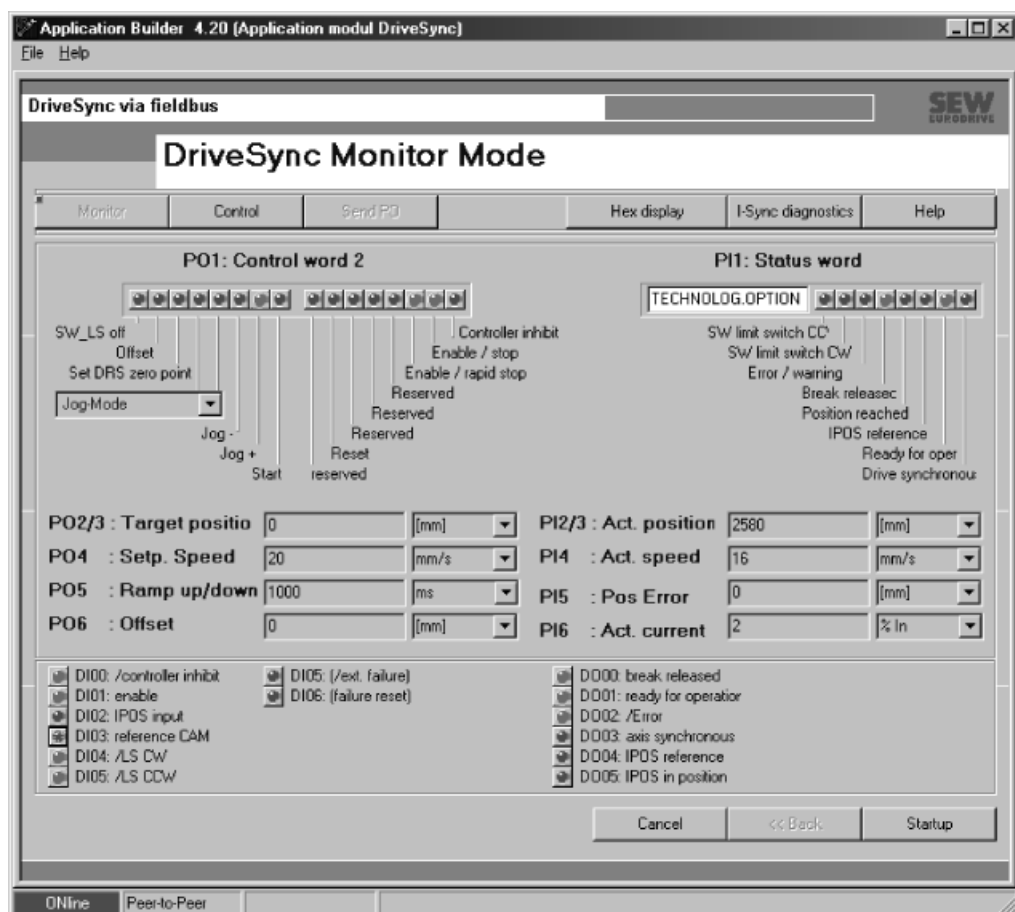 Application Builder 4.20 (Application modul DriveSync)
File Help
DriveSync via fieldbus
SEW
EURODRIVE
DriveSync Monitor Mode
Monitor Control Send PO Hex display I-Sync diagnostics Help
PO1: Control word 2
PI1: Status word
TECHNOLOG.OPTION
SW_LS off
Offset
Set DRS zero point
Jog-Mode
Jog -
Jog +
Start
reserved
Reset
Reserved
Reserved
Reserved
Enable / rapid stop
Enable / stop
Controller inhibit
SW limit switch CC
SW limit switch CW
Error / warning
Break releasec
Position reached
IPOS reference
Ready for oper
Drive synchronou
PO2/3 : Target positio 0 [mm]
PO4 : Setp. Speed 20 mm/s
PO5 : Ramp up/down 1000 ms
PO6 : Offset 0 [mm]
PI2/3 : Act. position 2580 [mm]
PI4 : Act. speed 16 mm/s
PI5 : Pos Error 0 [mm]
PI6 : Act. current 2 % In
DI00: /controller inhibit
DI01: enable
DI02: IPOS input
DI03: reference CAM
DI04: /LS CW
DI05: /LS CCW
DI05: (/ext. failure)
DI06: (failure reset)
DO00: break released
DO01: ready for operatior
DO02: /Error
DO03: axis synchronous
DO04: IPOS reference
DO05: IPOS in position
Cancel << Back Startup
ONline Peer-to-Peer